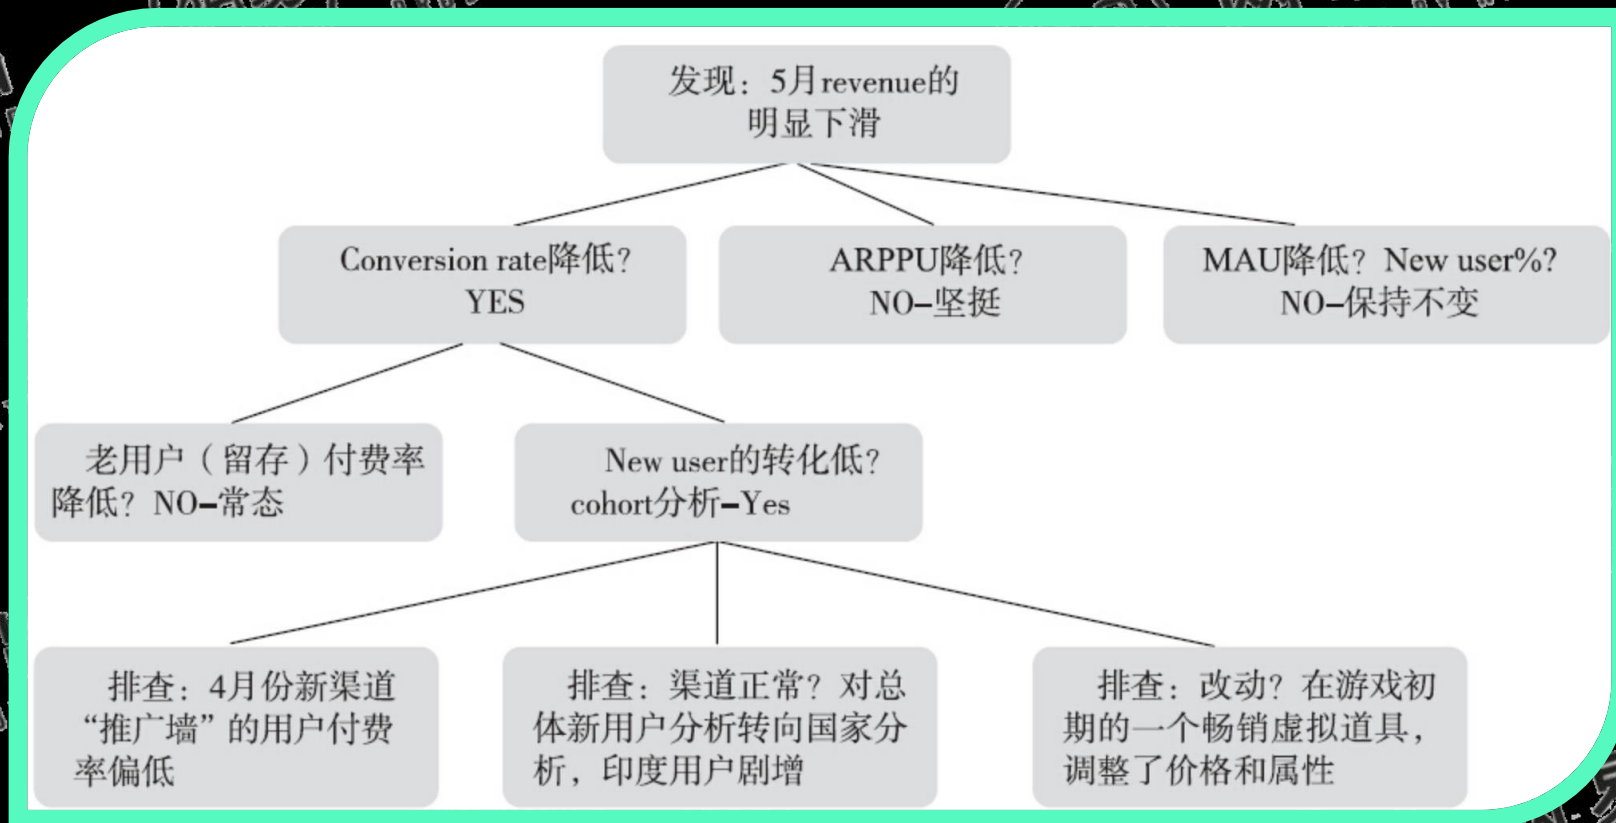 发现：5月revenue的
明显下滑
Conversion rate降低？
YES
ARPPU降低？
NO–坚挺
MAU降低？New user%?
NO–保持不变
老用户（留存）付费率
降低？NO–常态
New user的转化低？
cohort分析–Yes
排查：4月份新渠道
“推广墙”的用户付费
率偏低
排查：渠道正常？对总
体新用户分析转向国家分
析，印度用户剧增
排查：改动？在游戏初
期的一个畅销虚拟道具，
调整了价格和属性